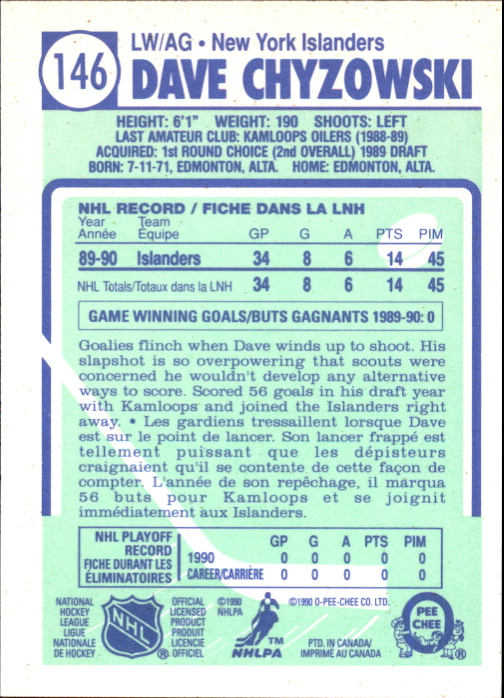 146
LW/AG • New York Islanders
DAVE CHYZOWSKI
HEIGHT: 6'1" WEIGHT: 190 SHOOTS: LEFT
LAST AMATEUR CLUB: KAMLOOPS OILERS (1988-89)
ACQUIRED: 1st ROUND CHOICE (2nd OVERALL) 1989 DRAFT
BORN: 7-11-71, EDMONTON, ALTA. HOME: EDMONTON, ALTA.
NHL RECORD / FICHE DANS LA LNH
Year Team
Année Équipe GP G A PTS PIM
89-90 Islanders 34 8 6 14 45
NHL Totals/Totaux dans la LNH 34 8 6 14 45
GAME WINNING GOALS/BUTS GAGNANTS 1989-90: 0
Goalies flinch when Dave winds up to shoot. His
slapshot is so overpowering that scouts were
concerned he wouldn't develop any alternative
ways to score. Scored 56 goals in his draft year
with Kamloops and joined the Islanders right
away. • Les gardiens tressaillent lorsque Dave
est sur le point de lancer. Son lancer frappé est
tellement puissant que les dépisteurs
craignaient qu'il se contente de cette façon de
compter. L'année de son repêchage, il marqua
56 buts pour Kamloops et se joignit
immédiatement aux Islanders.
NHL PLAYOFF
RECORD
FICHE DURANT LES
ÉLIMINATOIRES
GP G A PTS PIM
1990 0 0 0 0 0
CAREER/CARRIÈRE 0 0 0 0 0
NATIONAL
HOCKEY
LEAGUE
LIGUE
NATIONALE
DE HOCKEY
NHL
®
OFFICIAL
LICENSED
PRODUCT
PRODUIT
LICENCIÉ
OFFICIEL
©1990
NHLPA
TM
NHLPA
©1990 O-PEE-CHEE CO. LTD.
PTD. IN CANADA/
IMPRIMÉ AU CANADA
PEE
CHEE
®